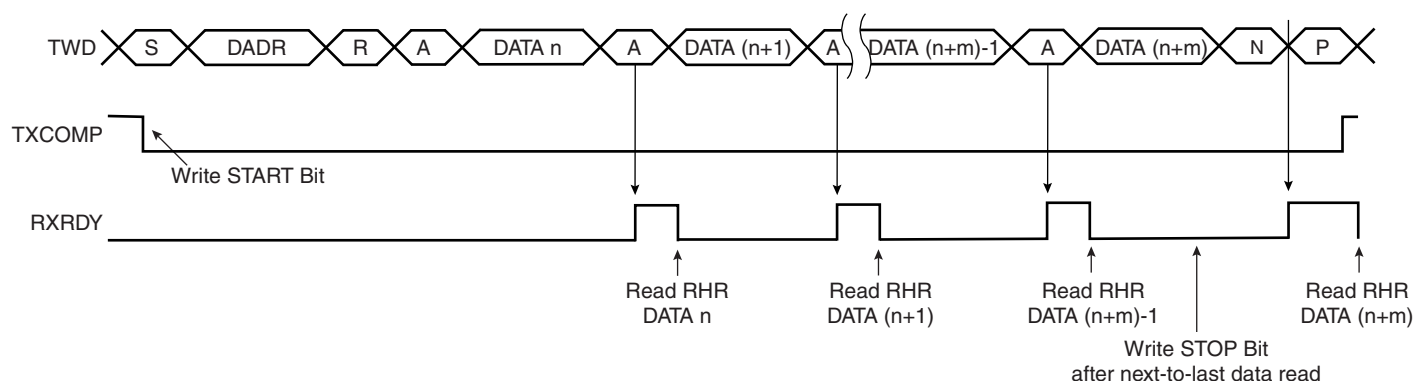 TWD S DADR R A DATA n A DATA (n+1) A DATA (n+m)-1 A DATA (n+m) N P
TXCOMP
Write START Bit
RXRDY
Read RHR
DATA n
Read RHR
DATA (n+1)
Read RHR
DATA (n+m)-1
Read RHR
DATA (n+m)
Write STOP Bit
after next-to-last data read